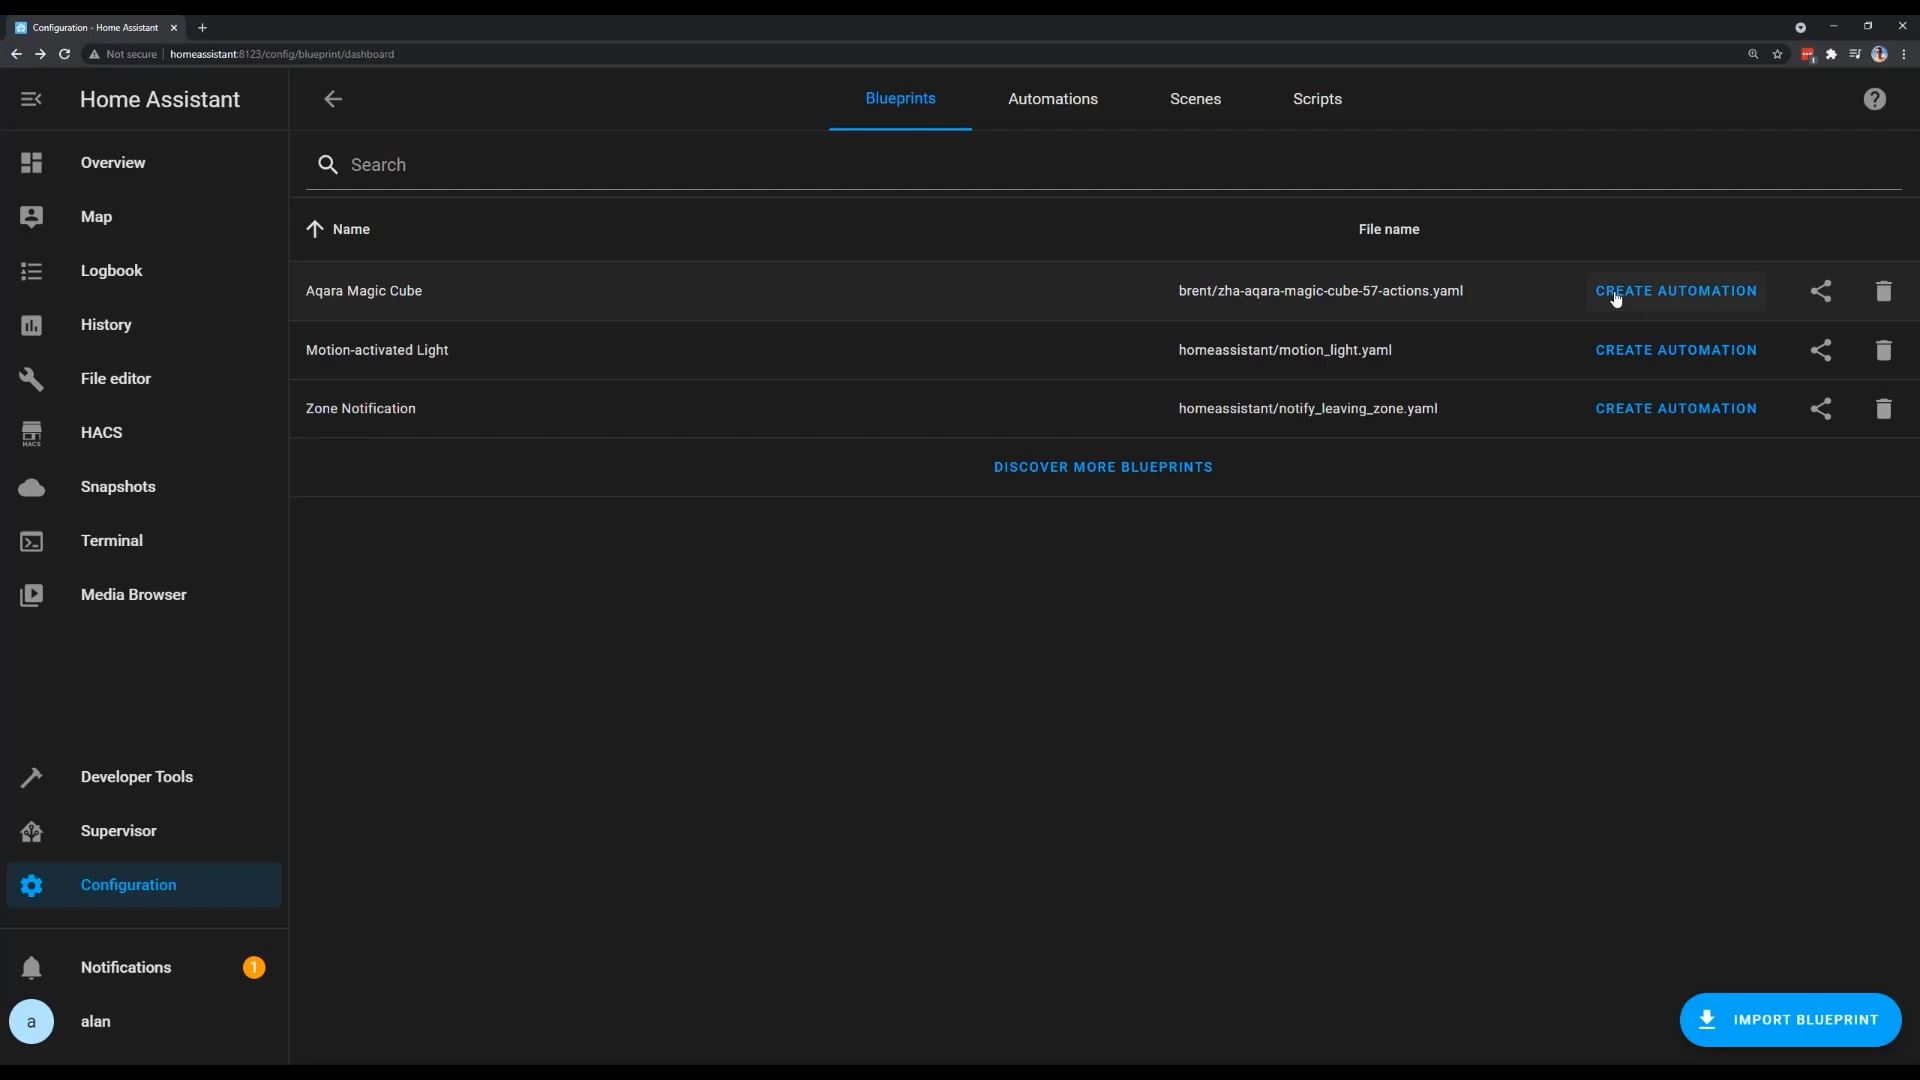 Configuration - Home Assistant
Not secure homeassistant:8123/config/blueprint/dashboard
1
Home Assistant
Blueprints Automations Scenes Scripts
Overview
Search
Map
Name File name
Logbook
Aqara Magic Cube brent/zha-aqara-magic-cube-57-actions.yaml CREATE AUTOMATION
History
Motion-activated Light homeassistant/motion_light.yaml CREATE AUTOMATION
File editor
Zone Notification homeassistant/notify_leaving_zone.yaml CREATE AUTOMATION
HACS
HACS
DISCOVER MORE BLUEPRINTS
Snapshots
Terminal
Media Browser
Developer Tools
Supervisor
Configuration
Notifications 1
a alan
IMPORT BLUEPRINT